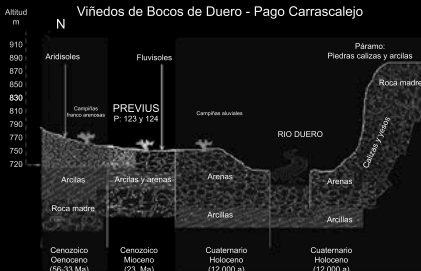 Viñedos de Bocos de Duero - Pago Carrascalejo
Altitud
m
N
910
890
870
850
830
810
790
770
750
720
Aridisoles
Fluvisoles
Páramo:
Piedras calizas y arcilas
Roca madre
Campiñas
franco arenosas
PREVIUS
P: 123 y 124
Campiñas aluviales
RIO DUERO
Calizas y yesos
Arcilas
Arcilas y arenas
Arenas
Arenas
Roca madre
Arcillas
Arcillas
Cenozoico
Oenoceno
(56-33 Ma)
Cenozoico
Mioceno
(23 Ma)
Cuaternario
Holoceno
(12.000 a)
Cuaternario
Holoceno
(12.000 a)